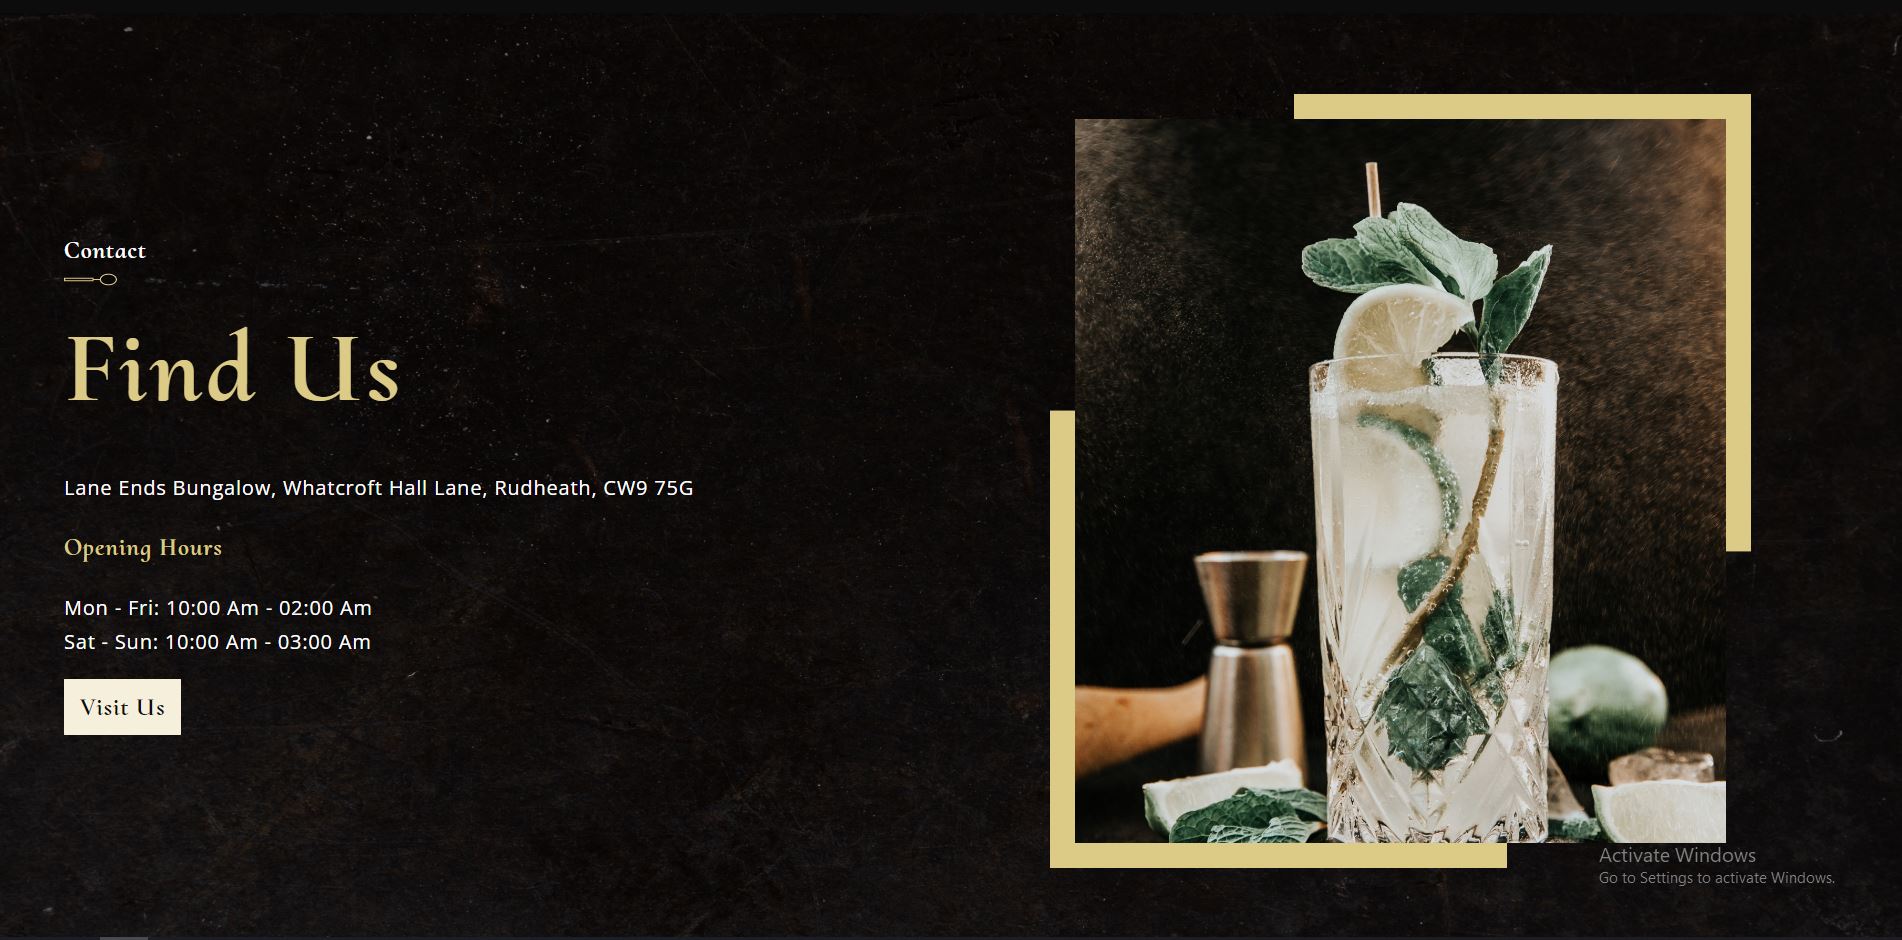 Contact
Find Us
Lane Ends Bungalow, Whatcroft Hall Lane, Rudheath, CW9 75G
Opening Hours
Mon - Fri: 10:00 Am - 02:00 Am
Sat - Sun: 10:00 Am - 03:00 Am
Visit Us
Activate Windows
Go to Settings to activate Windows.